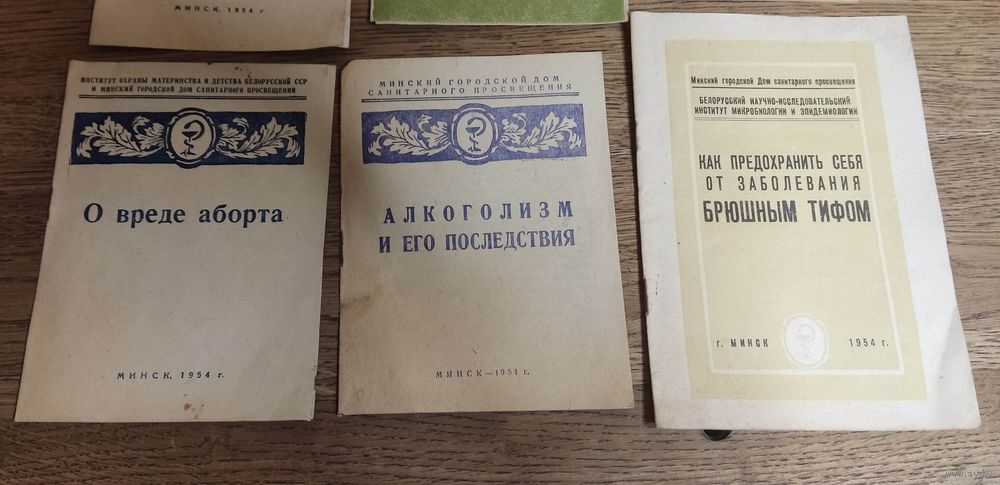 МИНСК, 1954 г.
ИНСТИТУТ ОХРАНЫ МАТЕРИНСТВА И ДЕТСТВА БЕЛОРУССКОЙ ССР
И МИНСКИЙ ГОРОДСКОЙ ДОМ САНИТАРНОГО ПРОСВЕЩЕНИЯ
О вреде аборта
МИНСК, 1954 г.
МИНСКИЙ ГОРОДСКОЙ ДОМ
САНИТАРНОГО ПРОСВЕЩЕНИЯ
АЛКОГОЛИЗМ
И ЕГО ПОСЛЕДСТВИЯ
МИНСК—1954 г.
Минский городской Дом санитарного просвещения
БЕЛОРУССКИЙ НАУЧНО-ИССЛЕДОВАТЕЛЬСКИЙ
ИНСТИТУТ МИКРОБИОЛОГИИ И ЭПИДЕМИОЛОГИИ
КАК ПРЕДОХРАНИТЬ СЕБЯ
ОТ ЗАБОЛЕВАНИЯ
БРЮШНЫМ ТИФОМ
г. МИНСК 1954 г.